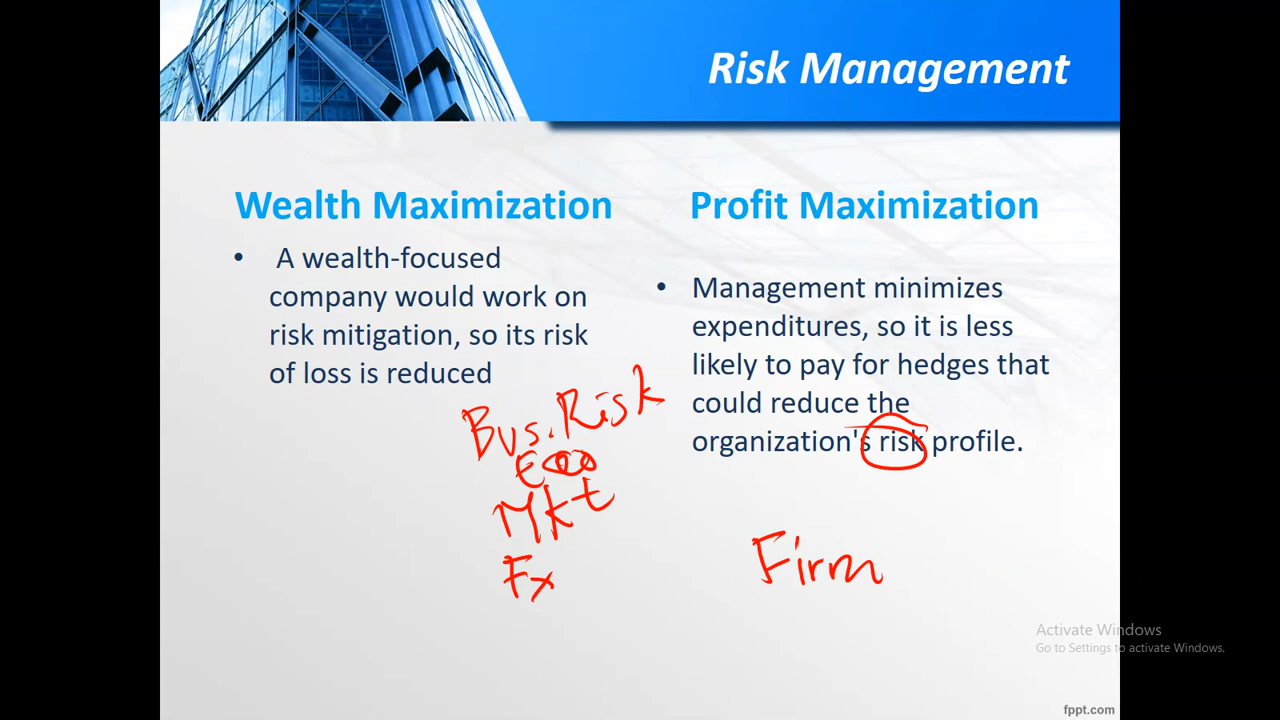 Risk Management
Wealth Maximization
• A wealth-focused
company would work on
risk mitigation, so its risk
of loss is reduced
Profit Maximization
• Management minimizes
expenditures, so it is less
likely to pay for hedges that
could reduce the
organization's risk profile.
Bus. Risk
Mkt
Fx
Firm
Activate Windows
Go to Settings to activate Windows.
fppt.com